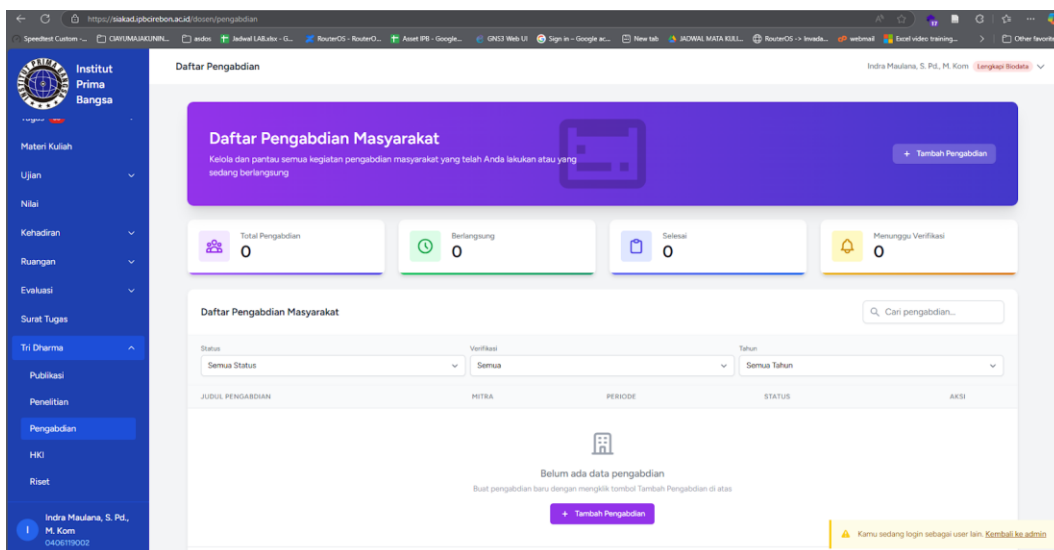 https://siakad.ipbcirebon.ac.id/dosen/pengabdian
Speedtest Custom -... CIAYUMAJAKUNIN... asdos Jadwal LAB.xlsx - G... RouterOS - RouterO... Asset IPB - Google... GNS3 Web UI Sign in – Google ac... New tab JADWAL MATA KULI... RouterOS -> Invada... webmail Excel video training... Other favorite
Institut
Prima
Bangsa
Daftar Pengabdian
Indra Maulana, S. Pd., M. Kom Lengkapi Biodata
Tugas
Materi Kuliah
Ujian
Nilai
Kehadiran
Ruangan
Evaluasi
Surat Tugas
Tri Dharma
Publikasi
Penelitian
Pengabdian
HKI
Riset
Indra Maulana, S. Pd.,
M. Kom
0406119002
I
Daftar Pengabdian Masyarakat
Kelola dan pantau semua kegiatan pengabdian masyarakat yang telah Anda lakukan atau yang
sedang berlangsung
+ Tambah Pengabdian
Total Pengabdian
0
Berlangsung
0
Selesai
0
Menunggu Verifikasi
0
Daftar Pengabdian Masyarakat
Cari pengabdian...
Status Verifikasi Tahun
Semua Status Semua Semua Tahun
JUDUL PENGABDIAN MITRA PERIODE STATUS AKSI
Belum ada data pengabdian
Buat pengabdian baru dengan mengklik tombol Tambah Pengabdian di atas
+ Tambah Pengabdian
Kamu sedang login sebagai user lain. Kembali ke admin